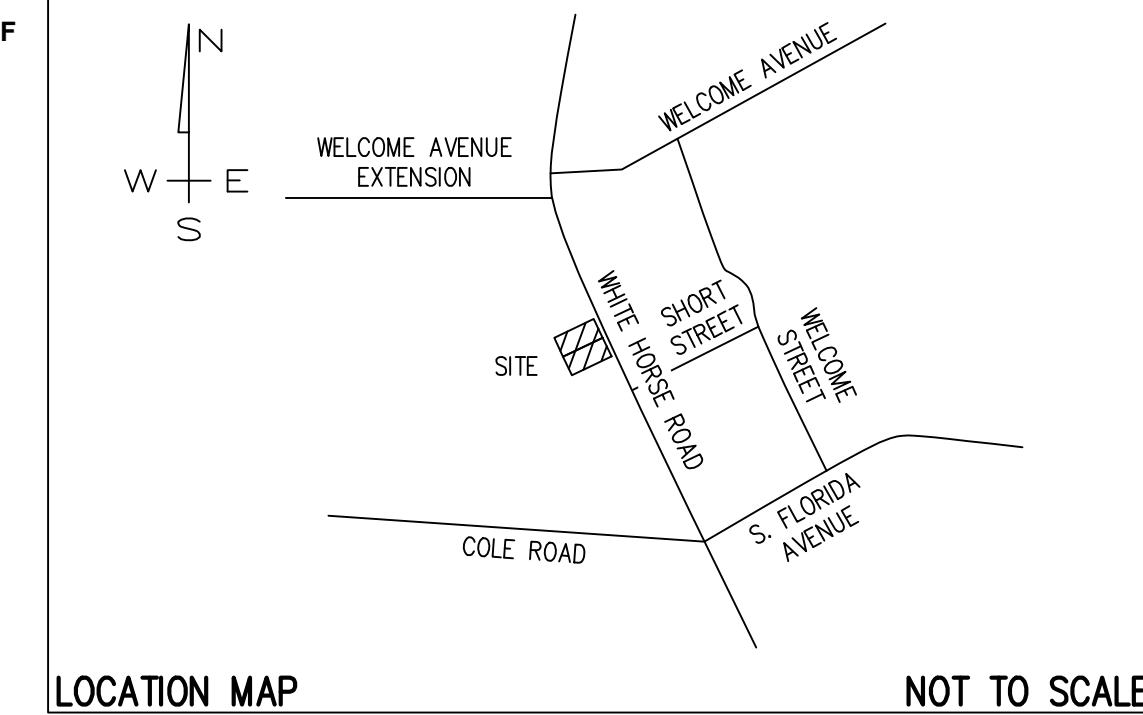 F
N
W E
S
WELCOME AVENUE
EXTENSION
WELCOME AVENUE
WHITE HORSE ROAD
SHORT
STREET
WELCOME
STREET
SITE
COLE ROAD
S. FLORIDA
AVENUE
LOCATION MAP
NOT TO SCALE